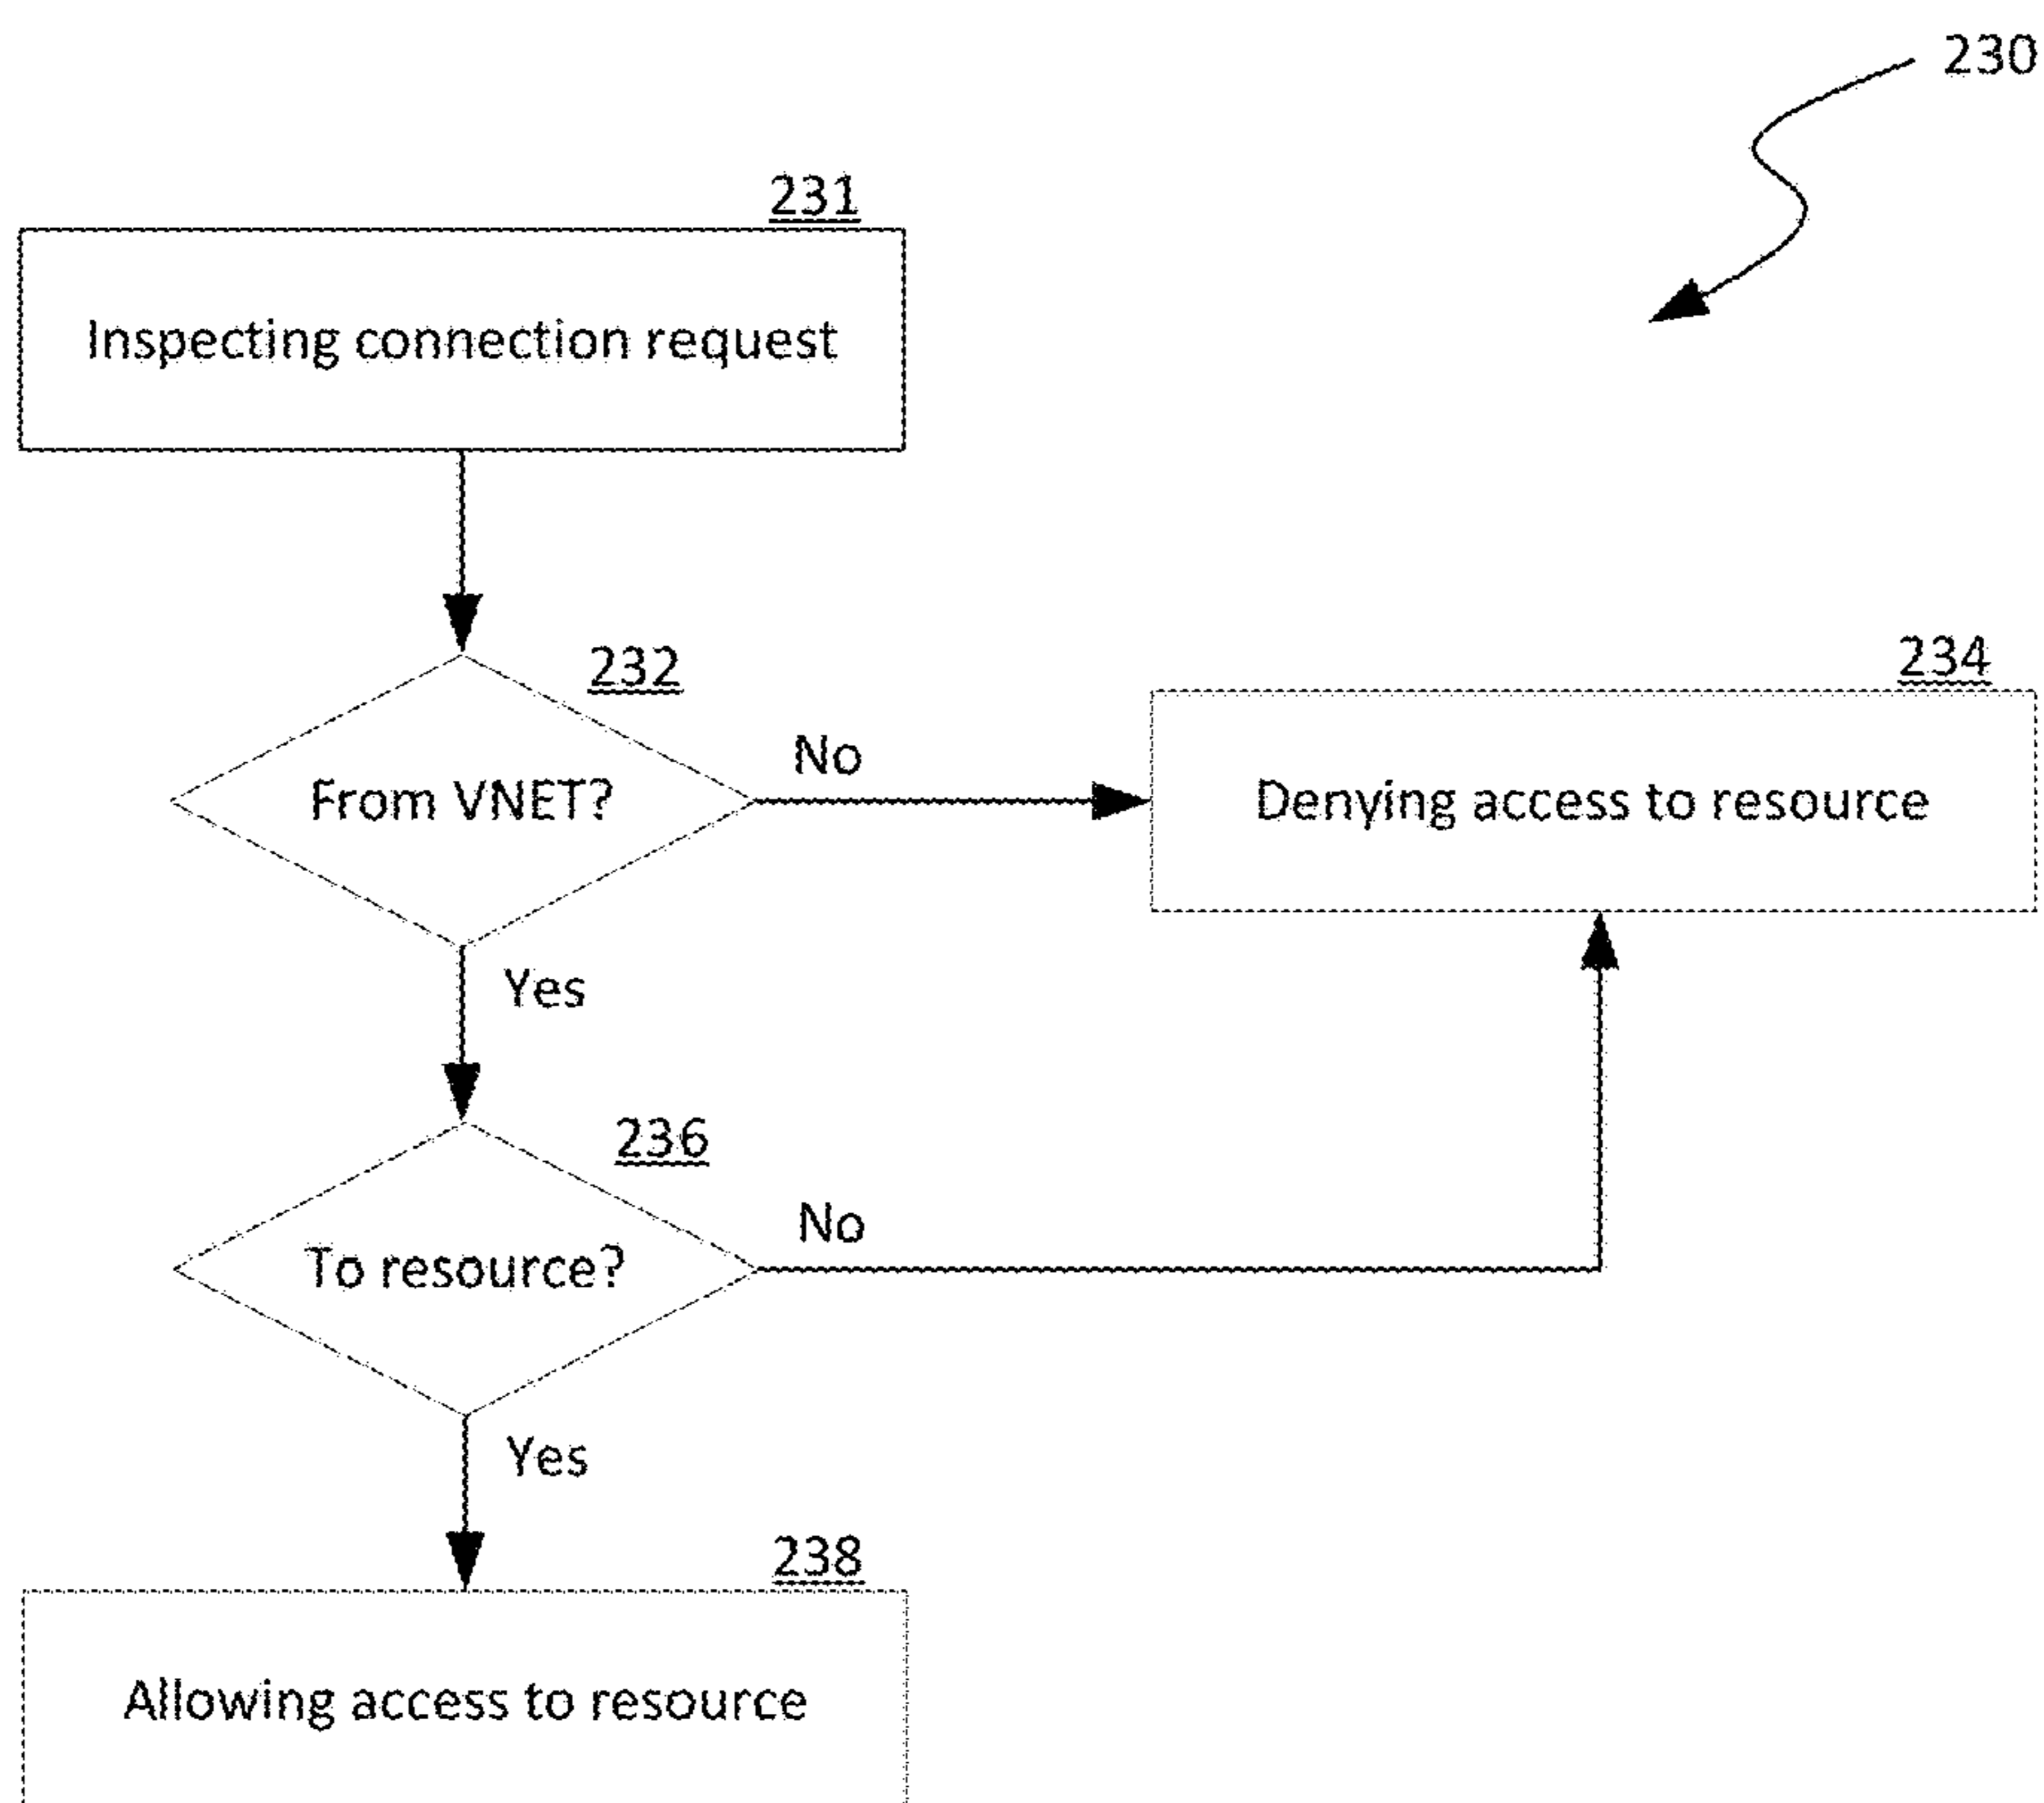 230
231
Inspecting connection request
232
From VNET?
No
234
Denying access to resource
Yes
236
To resource?
No
Yes
238
Allowing access to resource